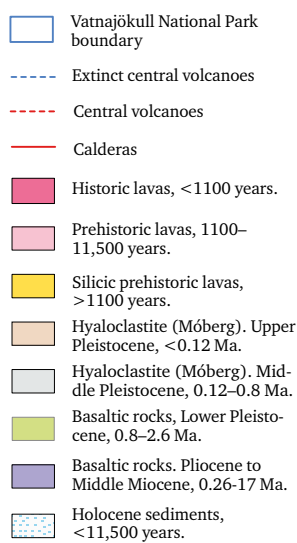 Vatnajökull National Park
boundary
Extinct central volcanoes
Central volcanoes
Calderas
Historic lavas, <1100 years.
Prehistoric lavas, 1100–
11,500 years.
Silicic prehistoric lavas,
>1100 years.
Hyaloclastite (Móberg). Upper
Pleistocene, <0.12 Ma.
Hyaloclastite (Móberg). Mid-
dle Pleistocene, 0.12–0.8 Ma.
Basaltic rocks, Lower Pleisto-
cene, 0.8–2.6 Ma.
Basaltic rocks. Pliocene to
Middle Miocene, 0.26-17 Ma.
Holocene sediments,
<11,500 years.